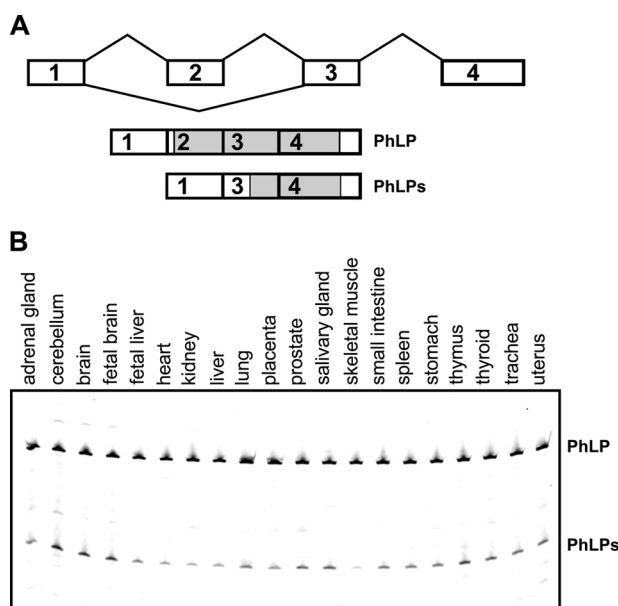 A
1 2 3 4
1 2 3 4 PhLP
1 3 4 PhLPs
B
adrenal gland
cerebellum
brain
fetal brain
fetal liver
heart
kidney
liver
lung
placenta
prostate
salivary gland
skeletal muscle
small intestine
spleen
stomach
thymus
thyroid
trachea
uterus
PhLP
PhLPs